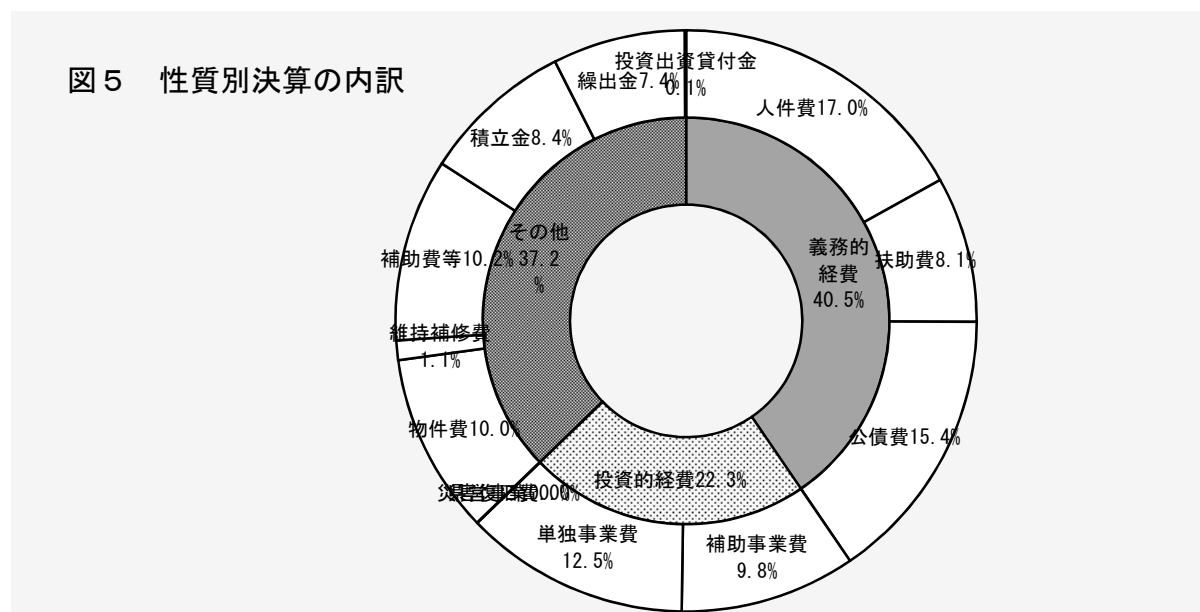 図５　性質別決算の内訳
投資出資貸付金
0.1%
繰出金7.4%
人件費17.0%
積立金8.4%
その他
37.2
%
義務的
経費
40.5%
扶助費8.1%
補助費等10.2%
維持補修費
1.1%
物件費10.0%
公債費15.4%
投資的経費22.3%
単独事業費
12.5%
補助事業費
9.8%